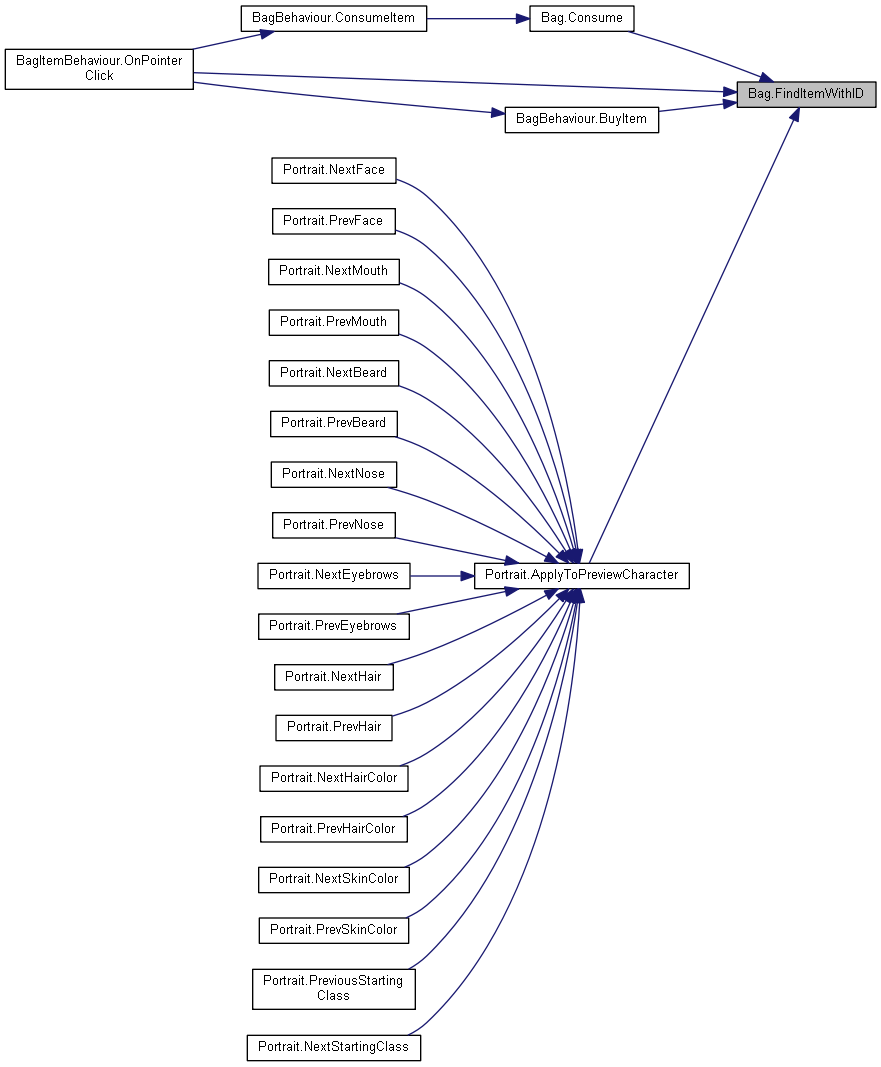 BagBehaviour.ConsumeItem
Bag.Consume
BagItemBehaviour.OnPointer
Click
Bag.FindItemWithID
BagBehaviour.BuyItem
Portrait.NextFace
Portrait.PrevFace
Portrait.NextMouth
Portrait.PrevMouth
Portrait.NextBeard
Portrait.PrevBeard
Portrait.NextNose
Portrait.PrevNose
Portrait.NextEyebrows
Portrait.ApplyToPreviewCharacter
Portrait.PrevEyebrows
Portrait.NextHair
Portrait.PrevHair
Portrait.NextHairColor
Portrait.PrevHairColor
Portrait.NextSkinColor
Portrait.PrevSkinColor
Portrait.PreviousStarting
Class
Portrait.NextStartingClass